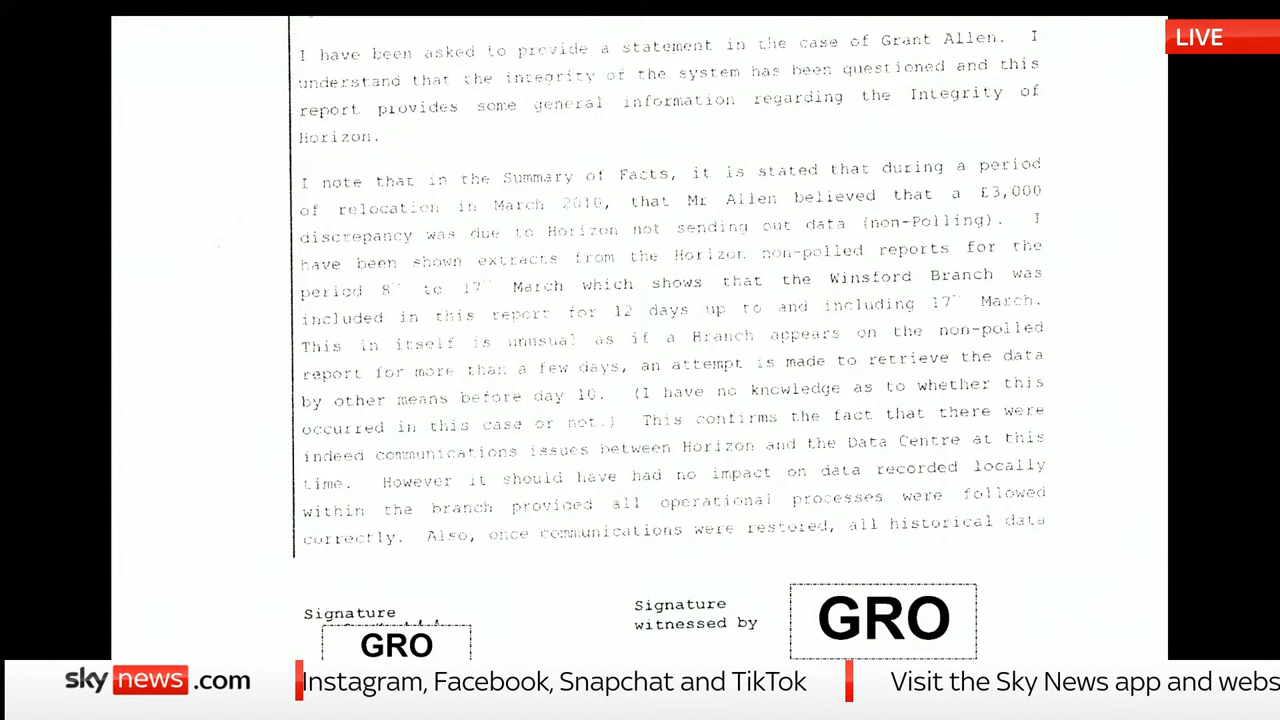 LIVE
I have been asked to provide a statement in the case of Grant Allen. I
understand that the integrity of the system has been questioned and this
report provides some general information regarding the Integrity of
Horizon.
I note that in the Summary of Facts, it is stated that during a period
of relocation in March 2010, that Mr Allen believed that a £3,000
discrepancy was due to Horizon not sending out data (non-Polling). I
have been shown extracts from the Horizon non-polled reports for the
period 8th to 17th March which shows that the Winsford Branch was
included in this report for 12 days up to and including 17th March.
This in itself is unusual as if a Branch appears on the non-polled
report for more than a few days, an attempt is made to retrieve the data
by other means before day 10. (I have no knowledge as to whether this
occurred in this case or not.) This confirms the fact that there were
indeed communications issues between Horizon and the Data Centre at this
time. However it should have had no impact on data recorded locally
within the branch provided all operational processes were followed
correctly. Also, once communications were restored, all historical data
Signature
Signature
witnessed by
GRO
GRO
sky news.com
Instagram, Facebook, Snapchat and TikTok
Visit the Sky News app and webs